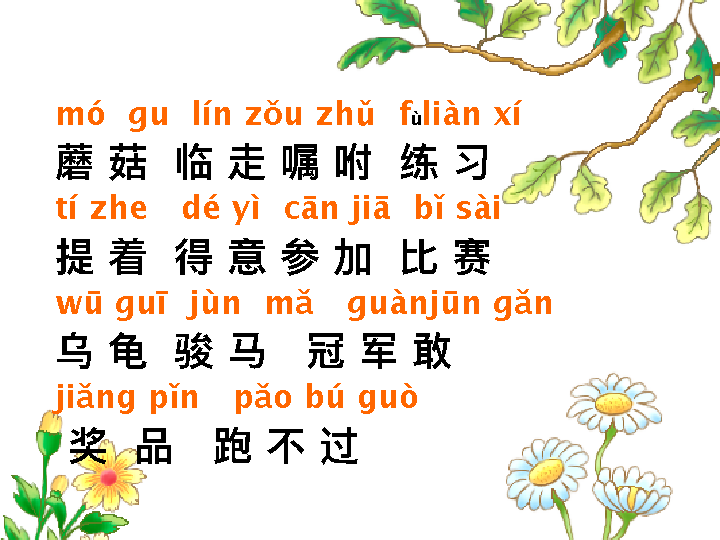 mó gu lín zǒu zhǔ fùliàn xí
蘑 菇 临 走 嘱 咐 练 习
tí zhe dé yì cān jiā bǐ sài
提 着 得 意 参 加 比 赛
wū guī jùn mǎ guànjūn gǎn
乌 龟 骏 马 冠 军 敢
jiǎng pǐn pǎo bú guò
奖 品 跑 不 过